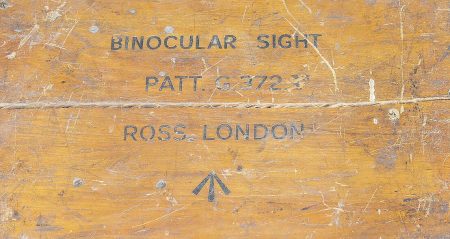 BINOCULAR SIGHT
PATT. G 372
ROSS. LONDON